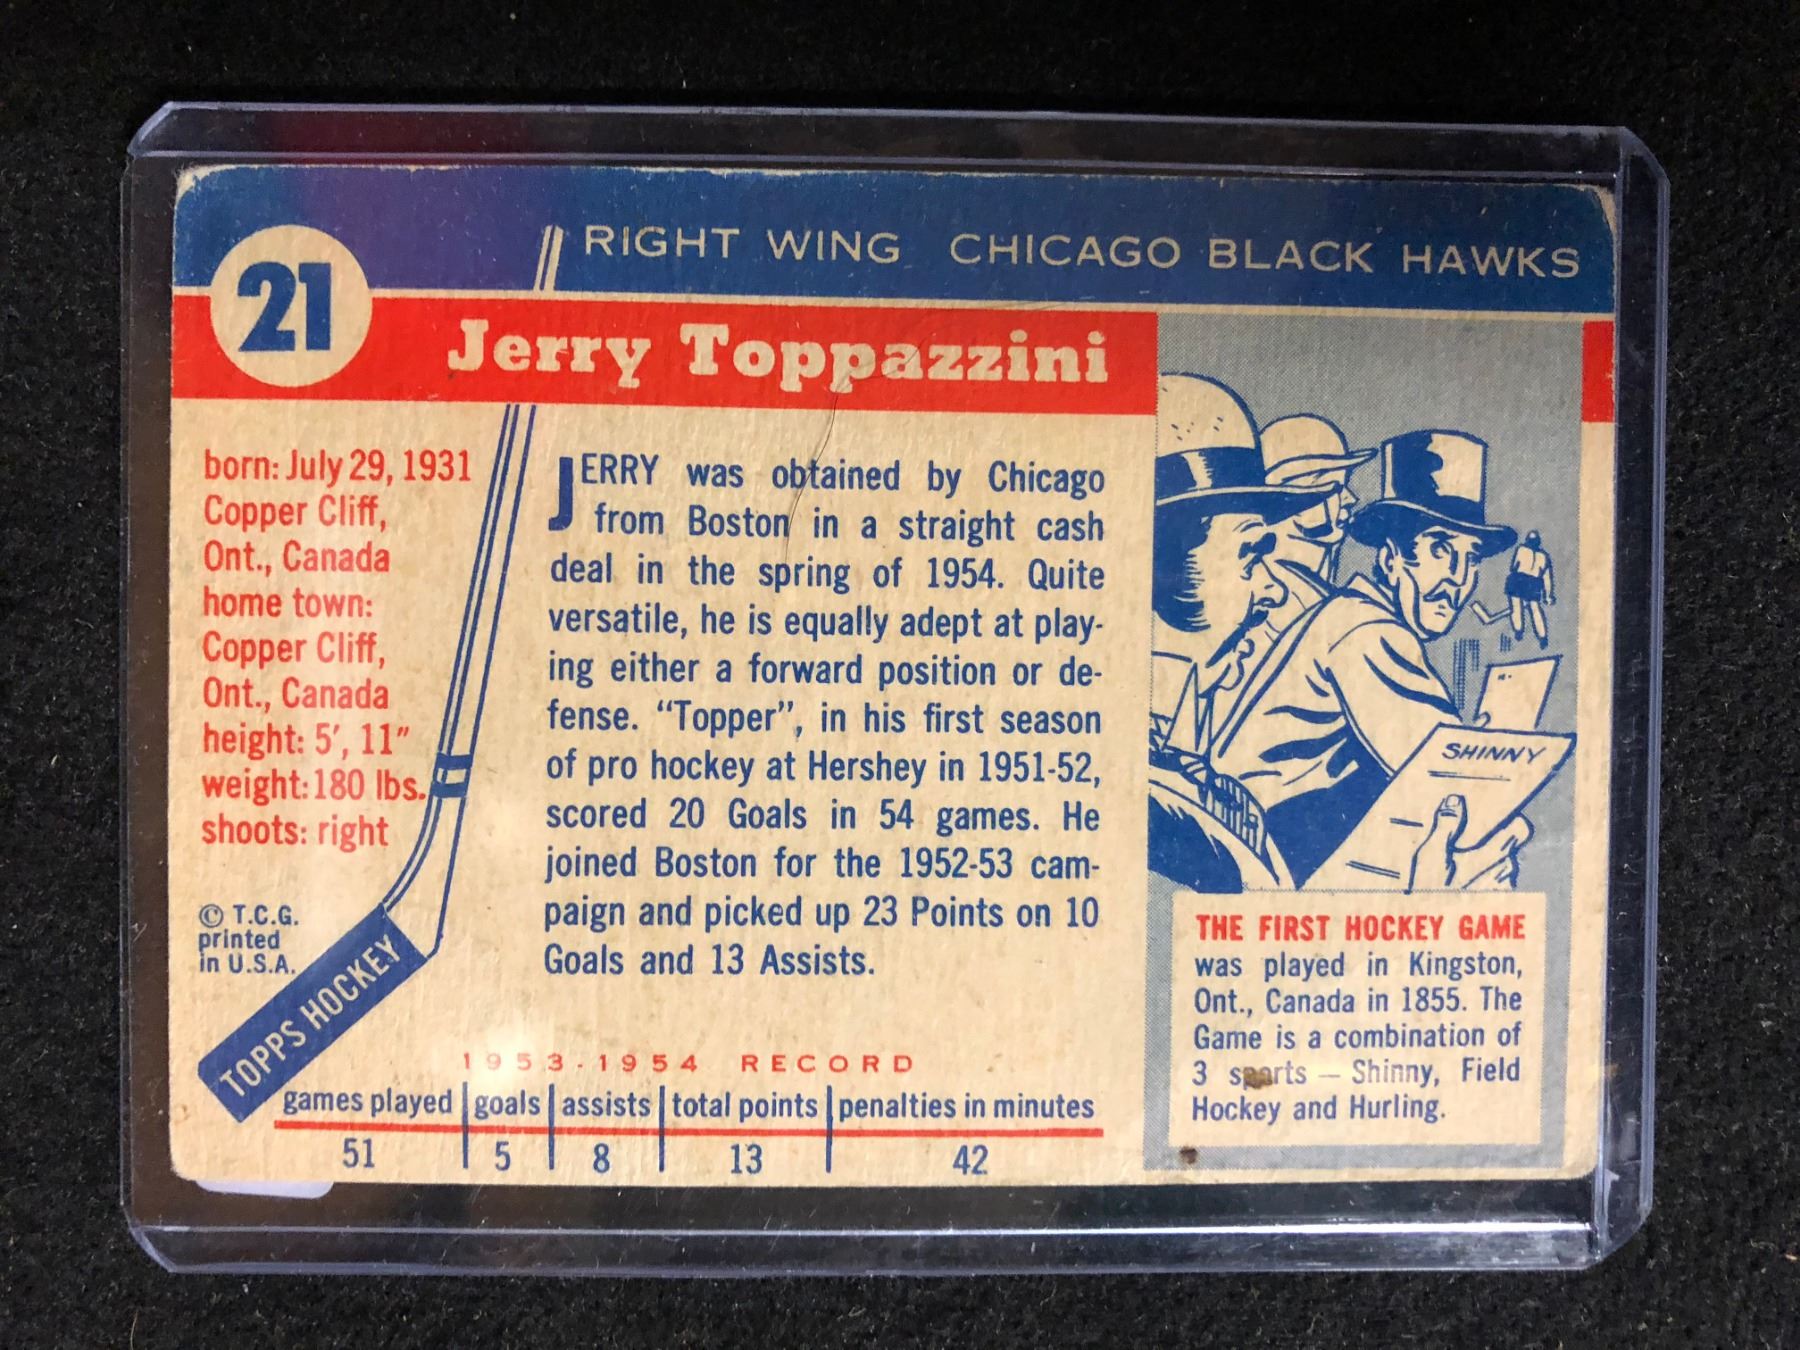 21
RIGHT WING CHICAGO BLACK HAWKS
Jerry Toppazzini
born: July 29, 1931
Copper Cliff,
Ont., Canada
home town:
Copper Cliff,
Ont., Canada
height: 5', 11"
weight: 180 lbs.
shoots: right
© T.C.G.
printed
in U.S.A.
TOPPS HOCKEY
JERRY was obtained by Chicago
from Boston in a straight cash
deal in the spring of 1954. Quite
versatile, he is equally adept at play-
ing either a forward position or de-
fense. "Topper", in his first season
of pro hockey at Hershey in 1951-52,
scored 20 Goals in 54 games. He
joined Boston for the 1952-53 cam-
paign and picked up 23 Points on 10
Goals and 13 Assists.
SHINNY
THE FIRST HOCKEY GAME
was played in Kingston,
Ont., Canada in 1855. The
Game is a combination of
3 sports — Shinny, Field
Hockey and Hurling.
1953-1954 RECORD
games played goals assists total points penalties in minutes
51 5 8 13 42